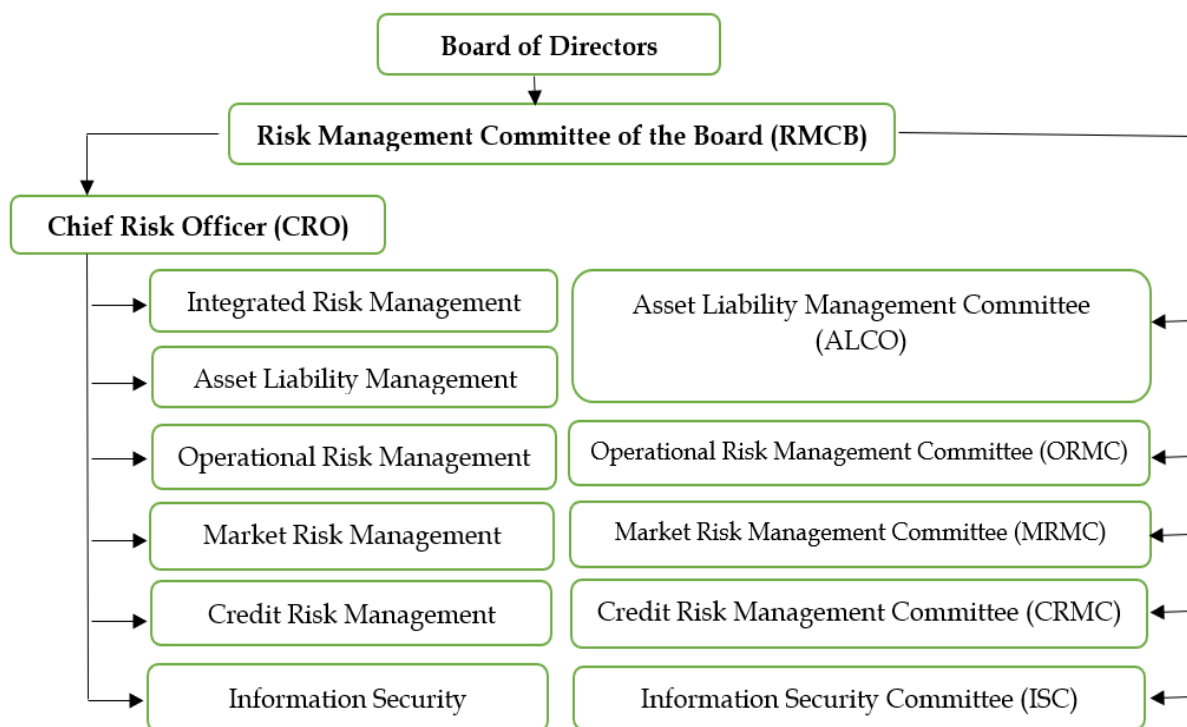 Board of Directors
Risk Management Committee of the Board (RMCB)
Chief Risk Officer (CRO)
Integrated Risk Management
Asset Liability Management Committee
(ALCO)
Asset Liability Management
Operational Risk Management
Operational Risk Management Committee (ORMC)
Market Risk Management
Market Risk Management Committee (MRMC)
Credit Risk Management
Credit Risk Management Committee (CRMC)
Information Security
Information Security Committee (ISC)